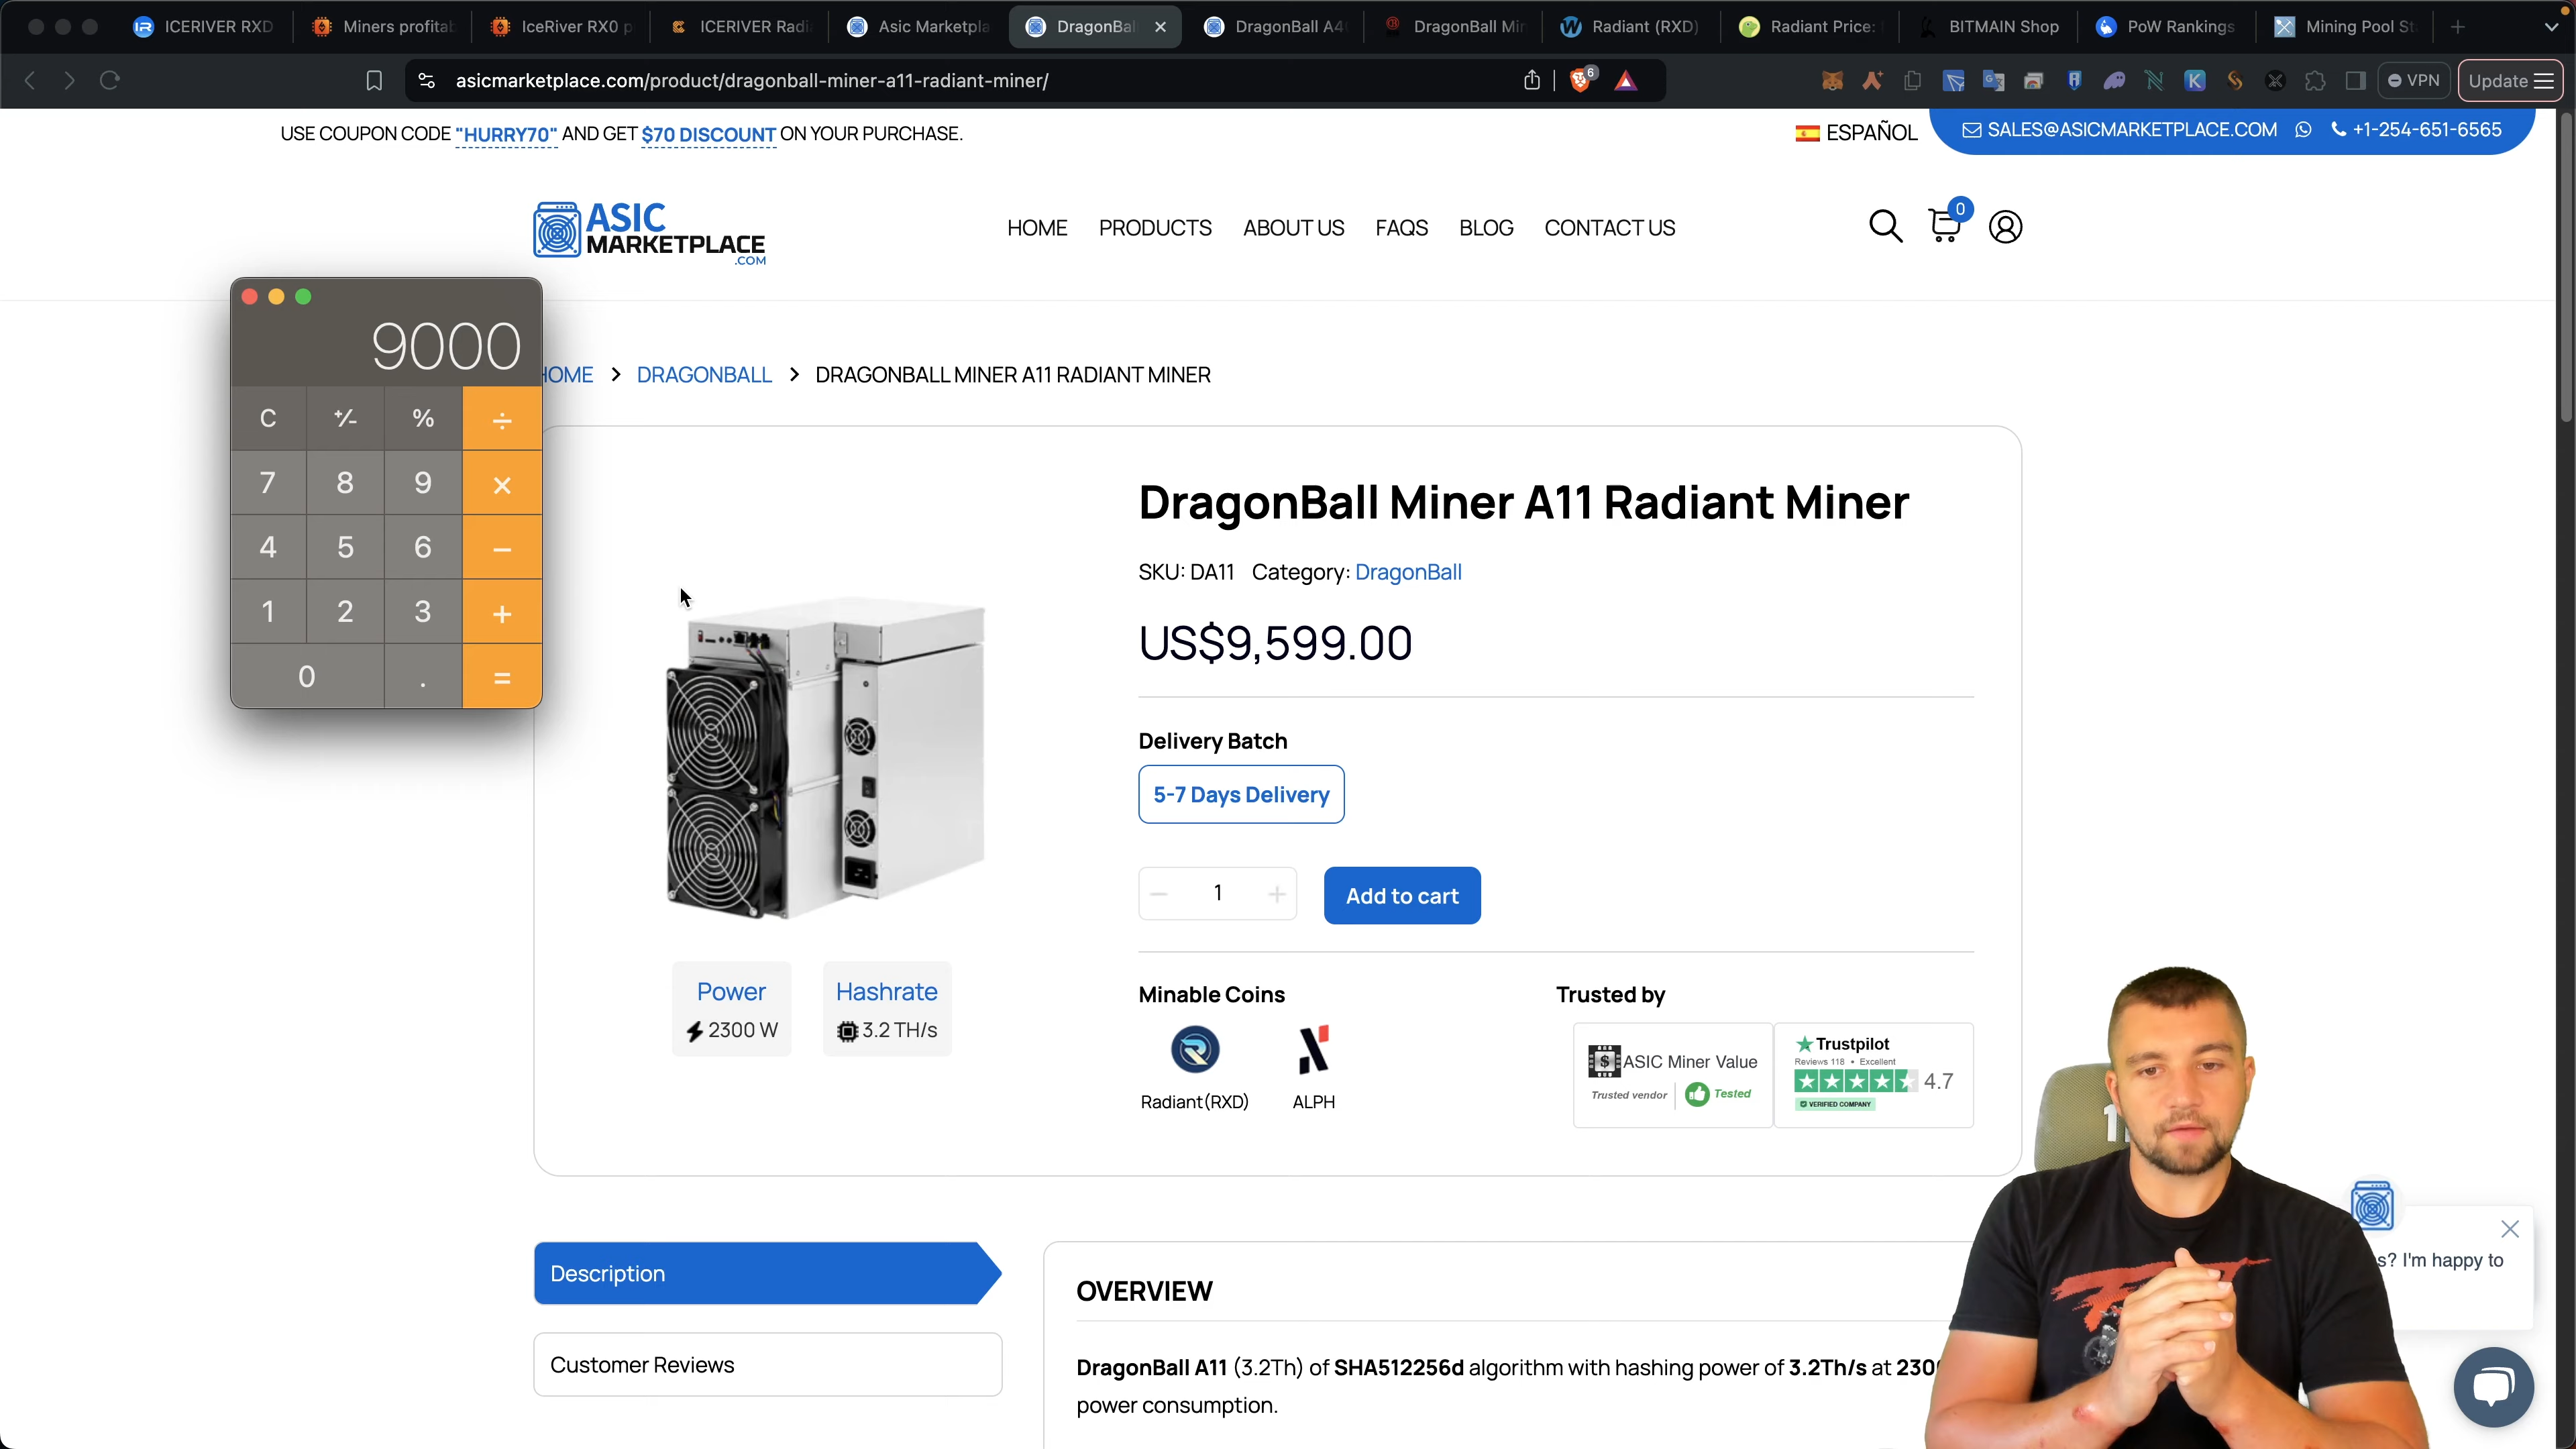 ICERIVER RXD
Miners profitab
IceRiver RX0 p
ICERIVER Radi
Asic Marketpla
DragonBal
DragonBall A4
DragonBall Min
Radiant (RXD)
Radiant Price:
BITMAIN Shop
PoW Rankings
Mining Pool St
asicmarketplace.com/product/dragonball-miner-a11-radiant-miner/
6
VPN
Update
USE COUPON CODE "HURRY70" AND GET $70 DISCOUNT ON YOUR PURCHASE.
ESPAÑOL
SALES@ASICMARKETPLACE.COM
+1-254-651-6565
ASIC
MARKETPLACE
.COM
HOME PRODUCTS ABOUT US FAQS BLOG CONTACT US
0
9000
C +/- % ÷
7 8 9 ×
4 5 6 −
1 2 3 +
0 . =
HOME > DRAGONBALL > DRAGONBALL MINER A11 RADIANT MINER
DragonBall Miner A11 Radiant Miner
SKU: DA11 Category: DragonBall
US$9,599.00
Delivery Batch
5-7 Days Delivery
− 1 +
Add to cart
Power
2300 W
Hashrate
3.2 TH/s
Minable Coins
Radiant(RXD)
ALPH
Trusted by
ASIC Miner Value
Trusted vendor
Tested
Trustpilot
Reviews 118 • Excellent
4.7
VERIFIED COMPANY
Description
Customer Reviews
OVERVIEW
DragonBall A11 (3.2Th) of SHA512256d algorithm with hashing power of 3.2Th/s at 230
power consumption.
s? I'm happy to